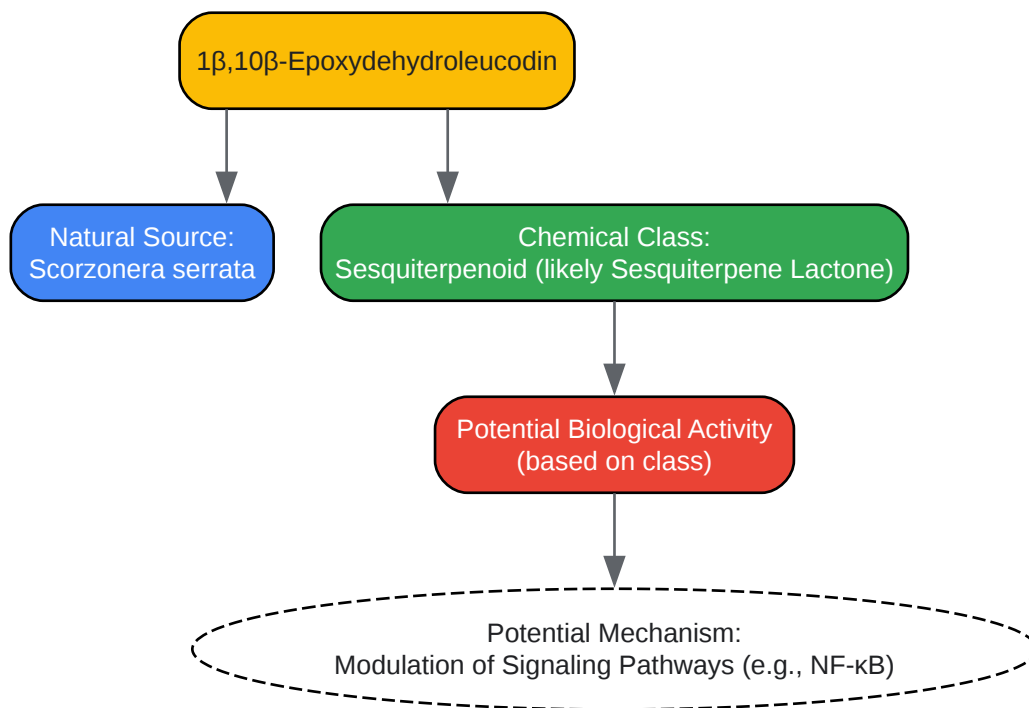 1β,10β-Epoxydehydroleucodin
Natural Source:
Scorzonera serrata
Chemical Class:
Sesquiterpenoid (likely Sesquiterpene Lactone)
Potential Biological Activity
(based on class)
Potential Mechanism:
Modulation of Signaling Pathways (e.g., NF-κB)